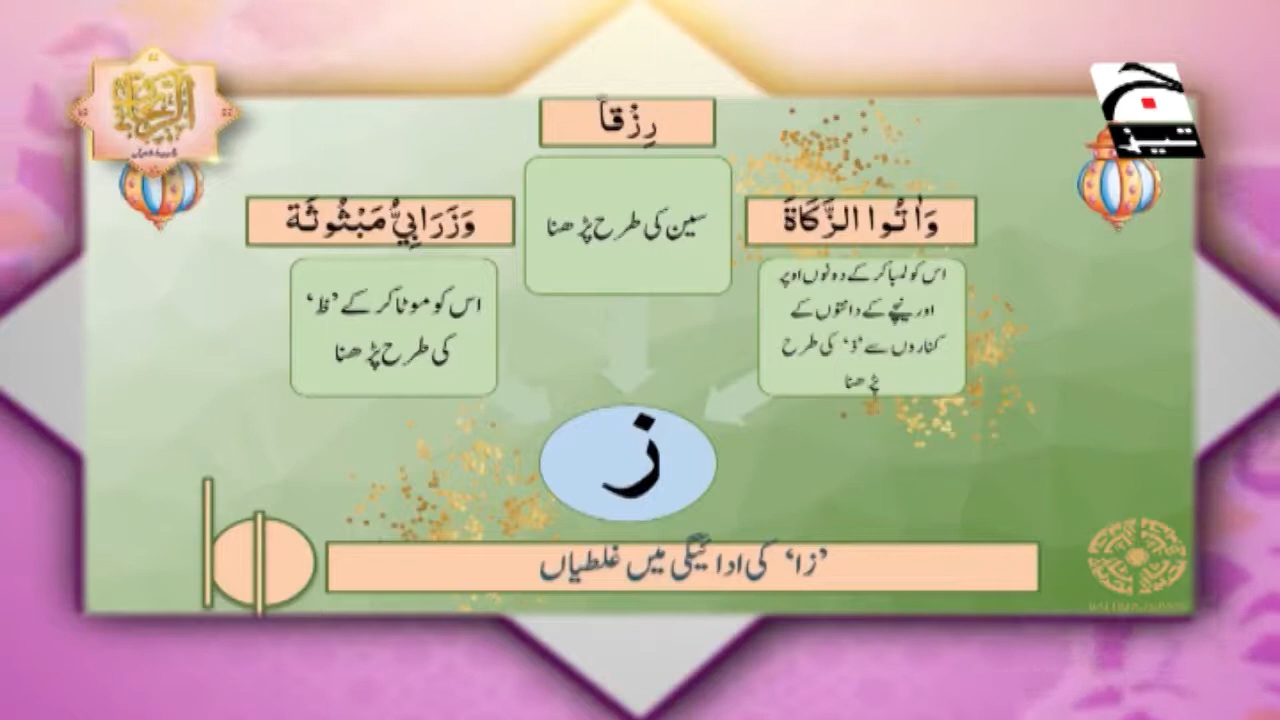 رِزْقاً
سین کی طرح پڑھنا
وَاٰتُوا الزَّكَاةَ
اس کو لمبا کر کے دونوں اوپر
اور نیچے کے دانتوں کے
کناروں سے 'ذ' کی طرح
پڑھنا
وَزَرَابِيُّ مَبْثُوثَة
اس کو موٹا کر کے 'ظ'
کی طرح پڑھنا
ز
'زا' کی ادائیگی میں غلطیاں